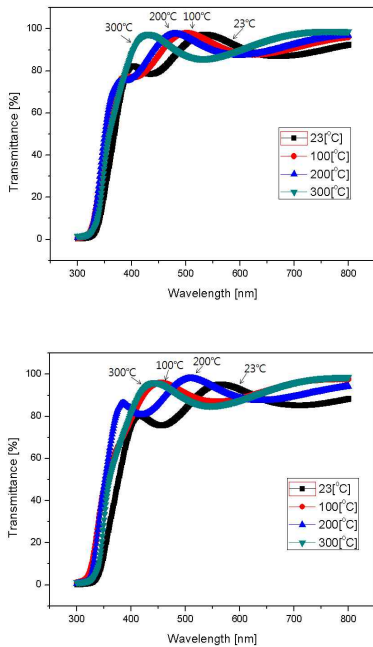 300℃ 200℃ 100℃ 23℃
100
80
60
40
20
0
Transmittance [%]
23[°C]
100[°C]
200[°C]
300[°C]
300 400 500 600 700 800
Wavelength [nm]
300℃ 100℃ 200℃ 23℃
100
80
60
40
20
0
Transmittance [%]
23[°C]
100[°C]
200[°C]
300[°C]
300 400 500 600 700 800
Wavelength [nm]